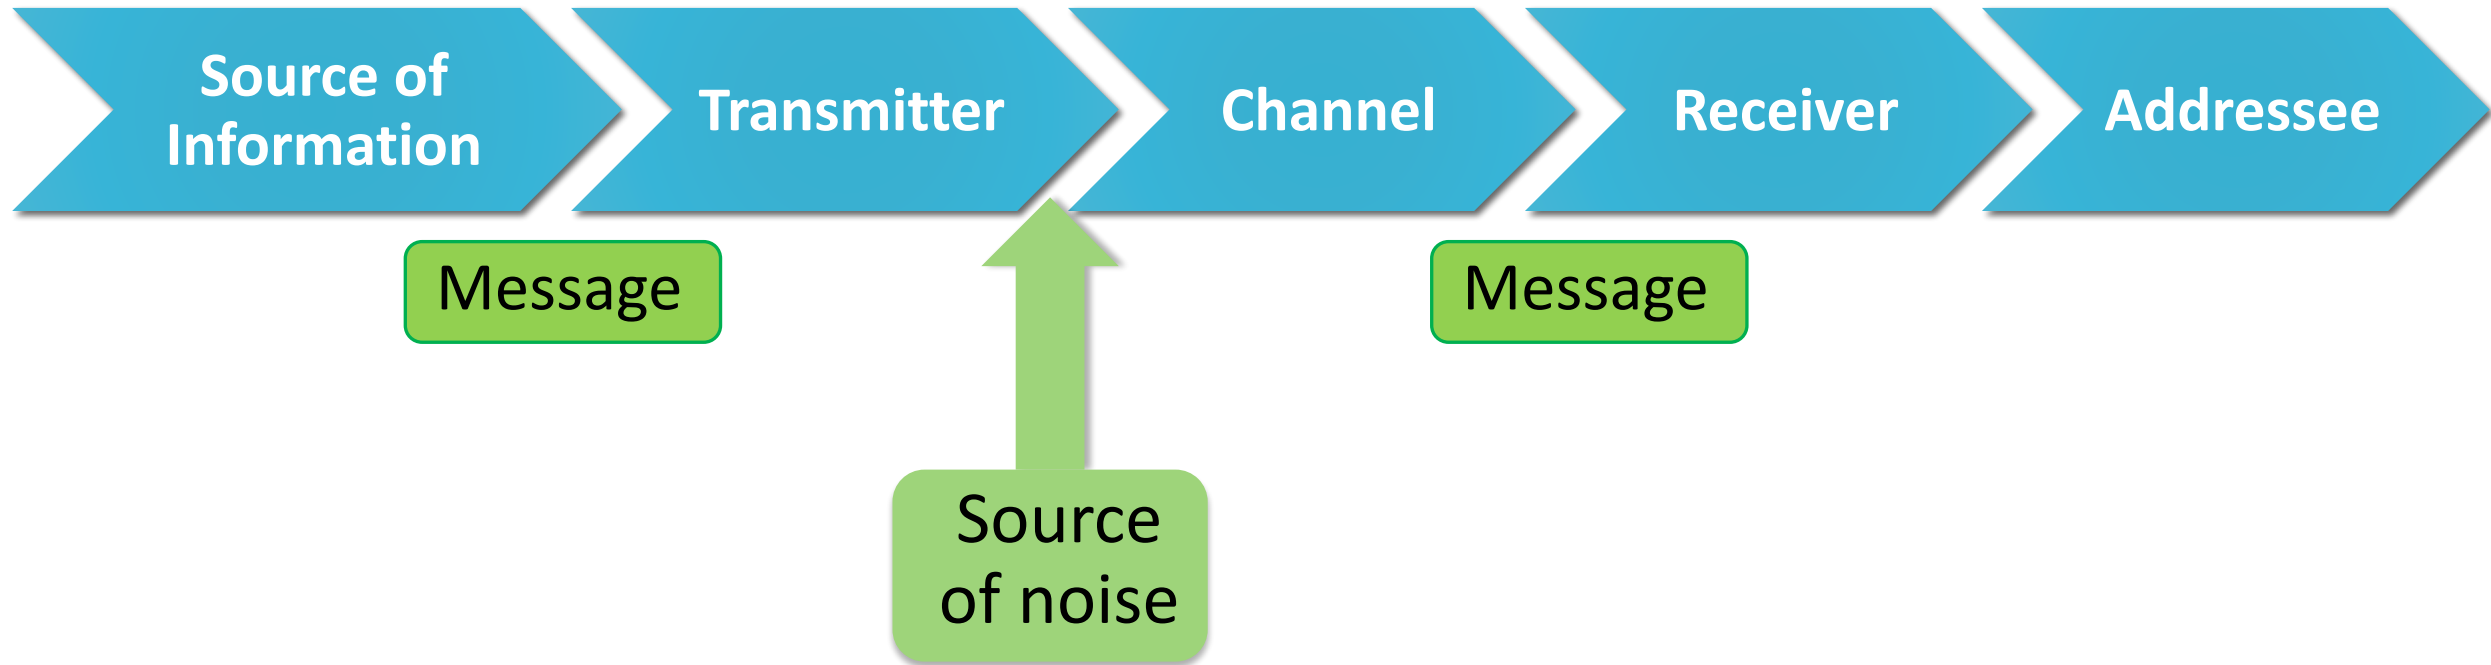 Source of
Information
Transmitter
Channel
Receiver
Addressee
Message
Message
Source
of noise